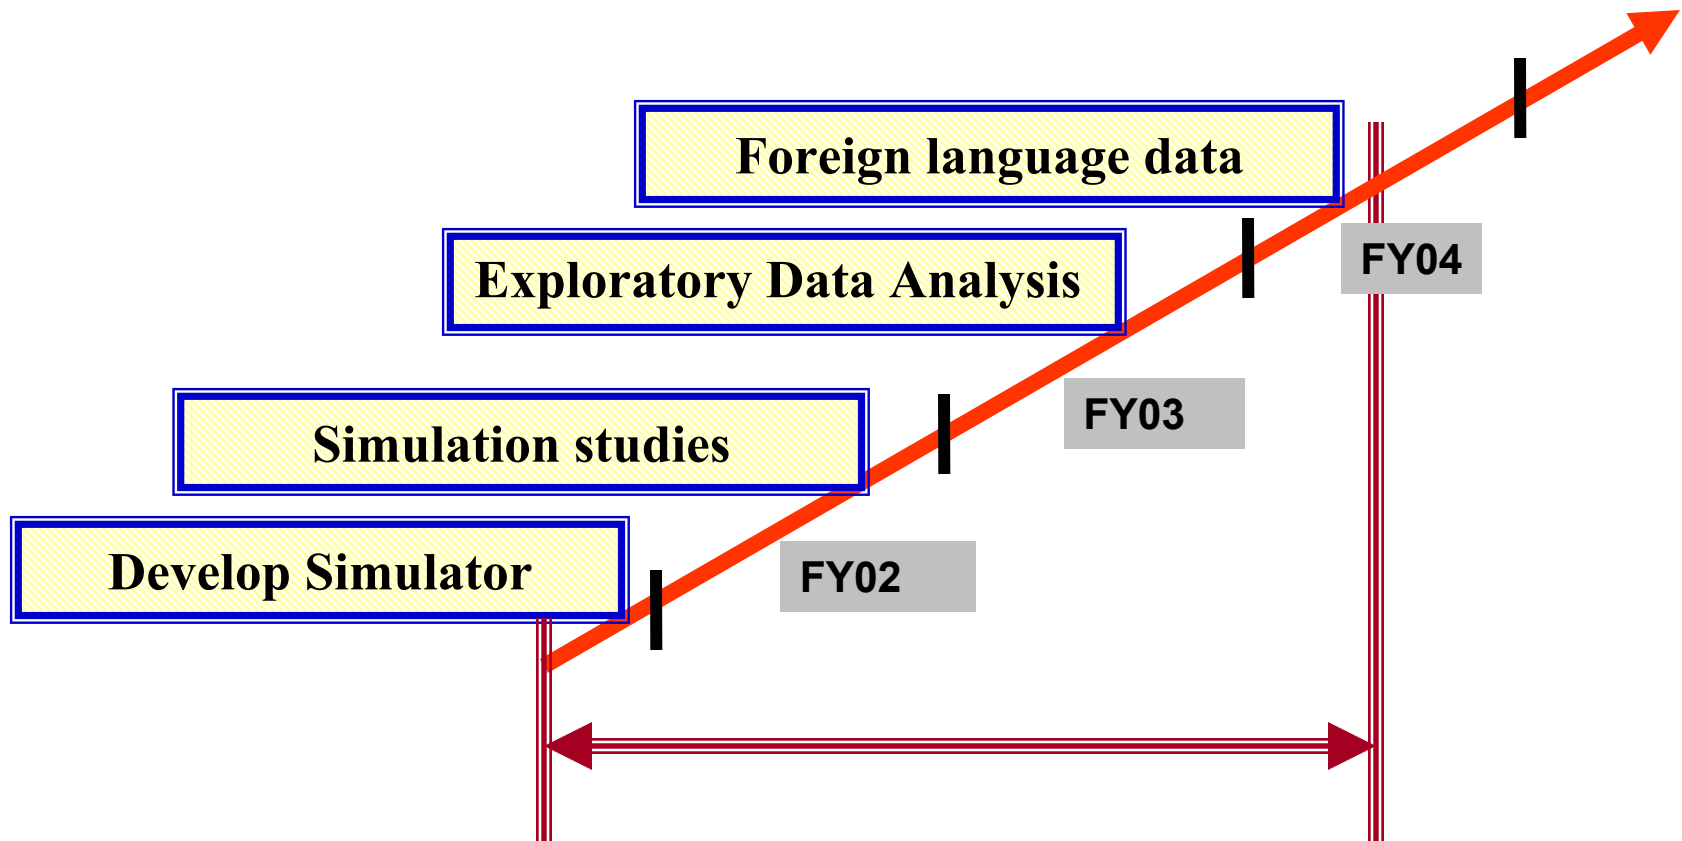 Foreign language data
FY04
Exploratory Data Analysis
FY03
Simulation studies
FY02
Develop Simulator